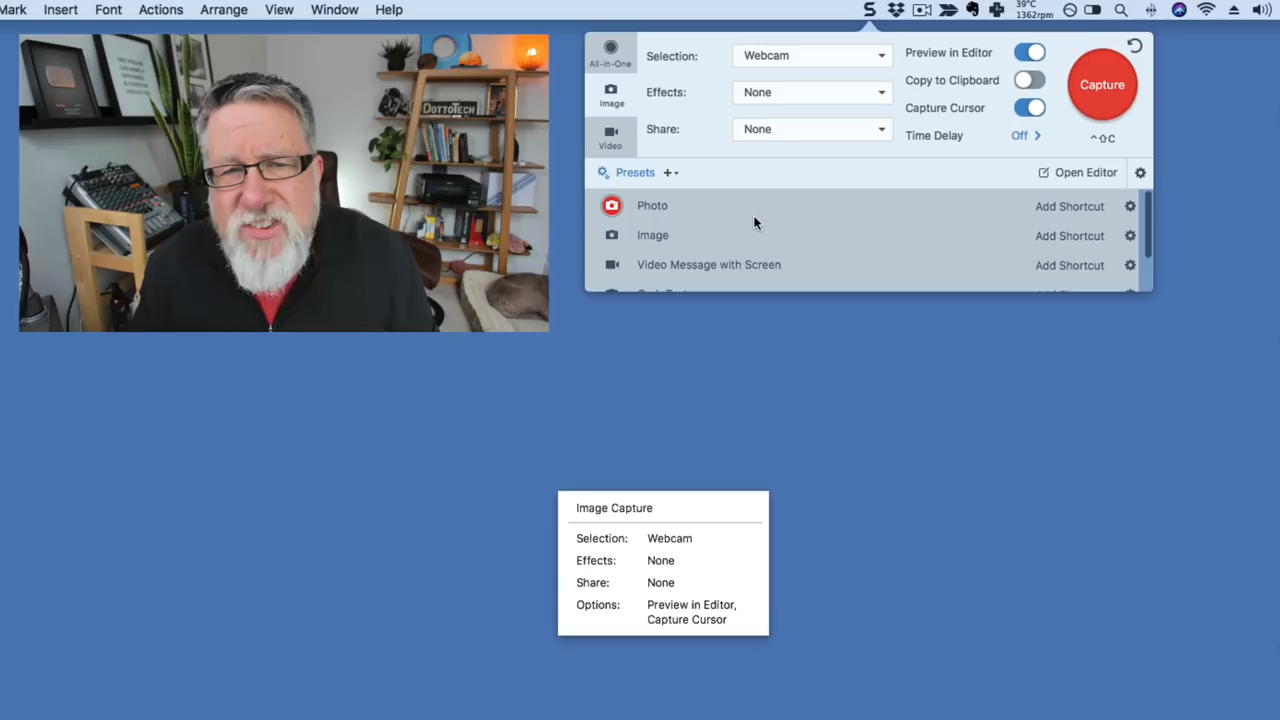 Mark Insert Font Actions Arrange View Window Help
39°C
1362rpm
DOTTOTECH
All-in-One
Image
Video
Selection: Webcam
Effects: None
Share: None
Preview in Editor
Copy to Clipboard
Capture Cursor
Time Delay Off
Capture
^⇧C
Presets
Open Editor
Photo Add Shortcut
Image Add Shortcut
Video Message with Screen Add Shortcut
Image Capture
Selection: Webcam
Effects: None
Share: None
Options: Preview in Editor,
Capture Cursor